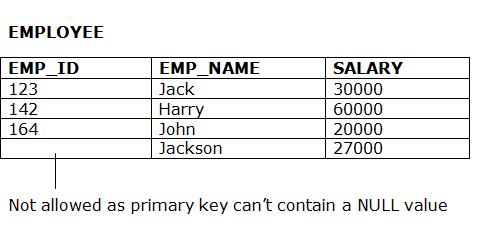 EMPLOYEE
EMP_ID EMP_NAME SALARY
123 Jack 30000
142 Harry 60000
164 John 20000
Jackson 27000
Not allowed as primary key can’t contain a NULL value